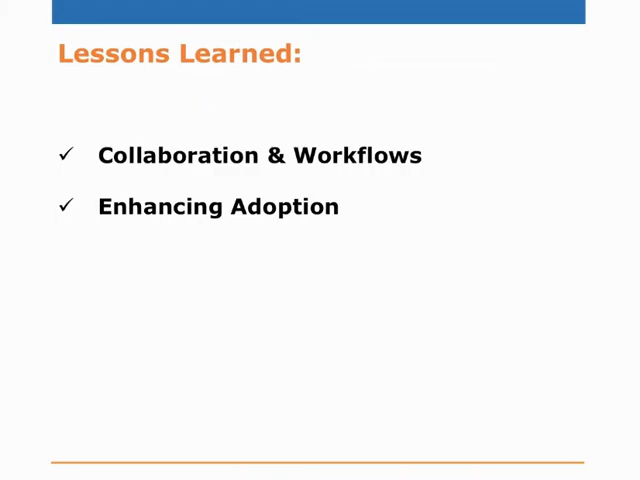 Lessons Learned:
✓ Collaboration & Workflows
✓ Enhancing Adoption